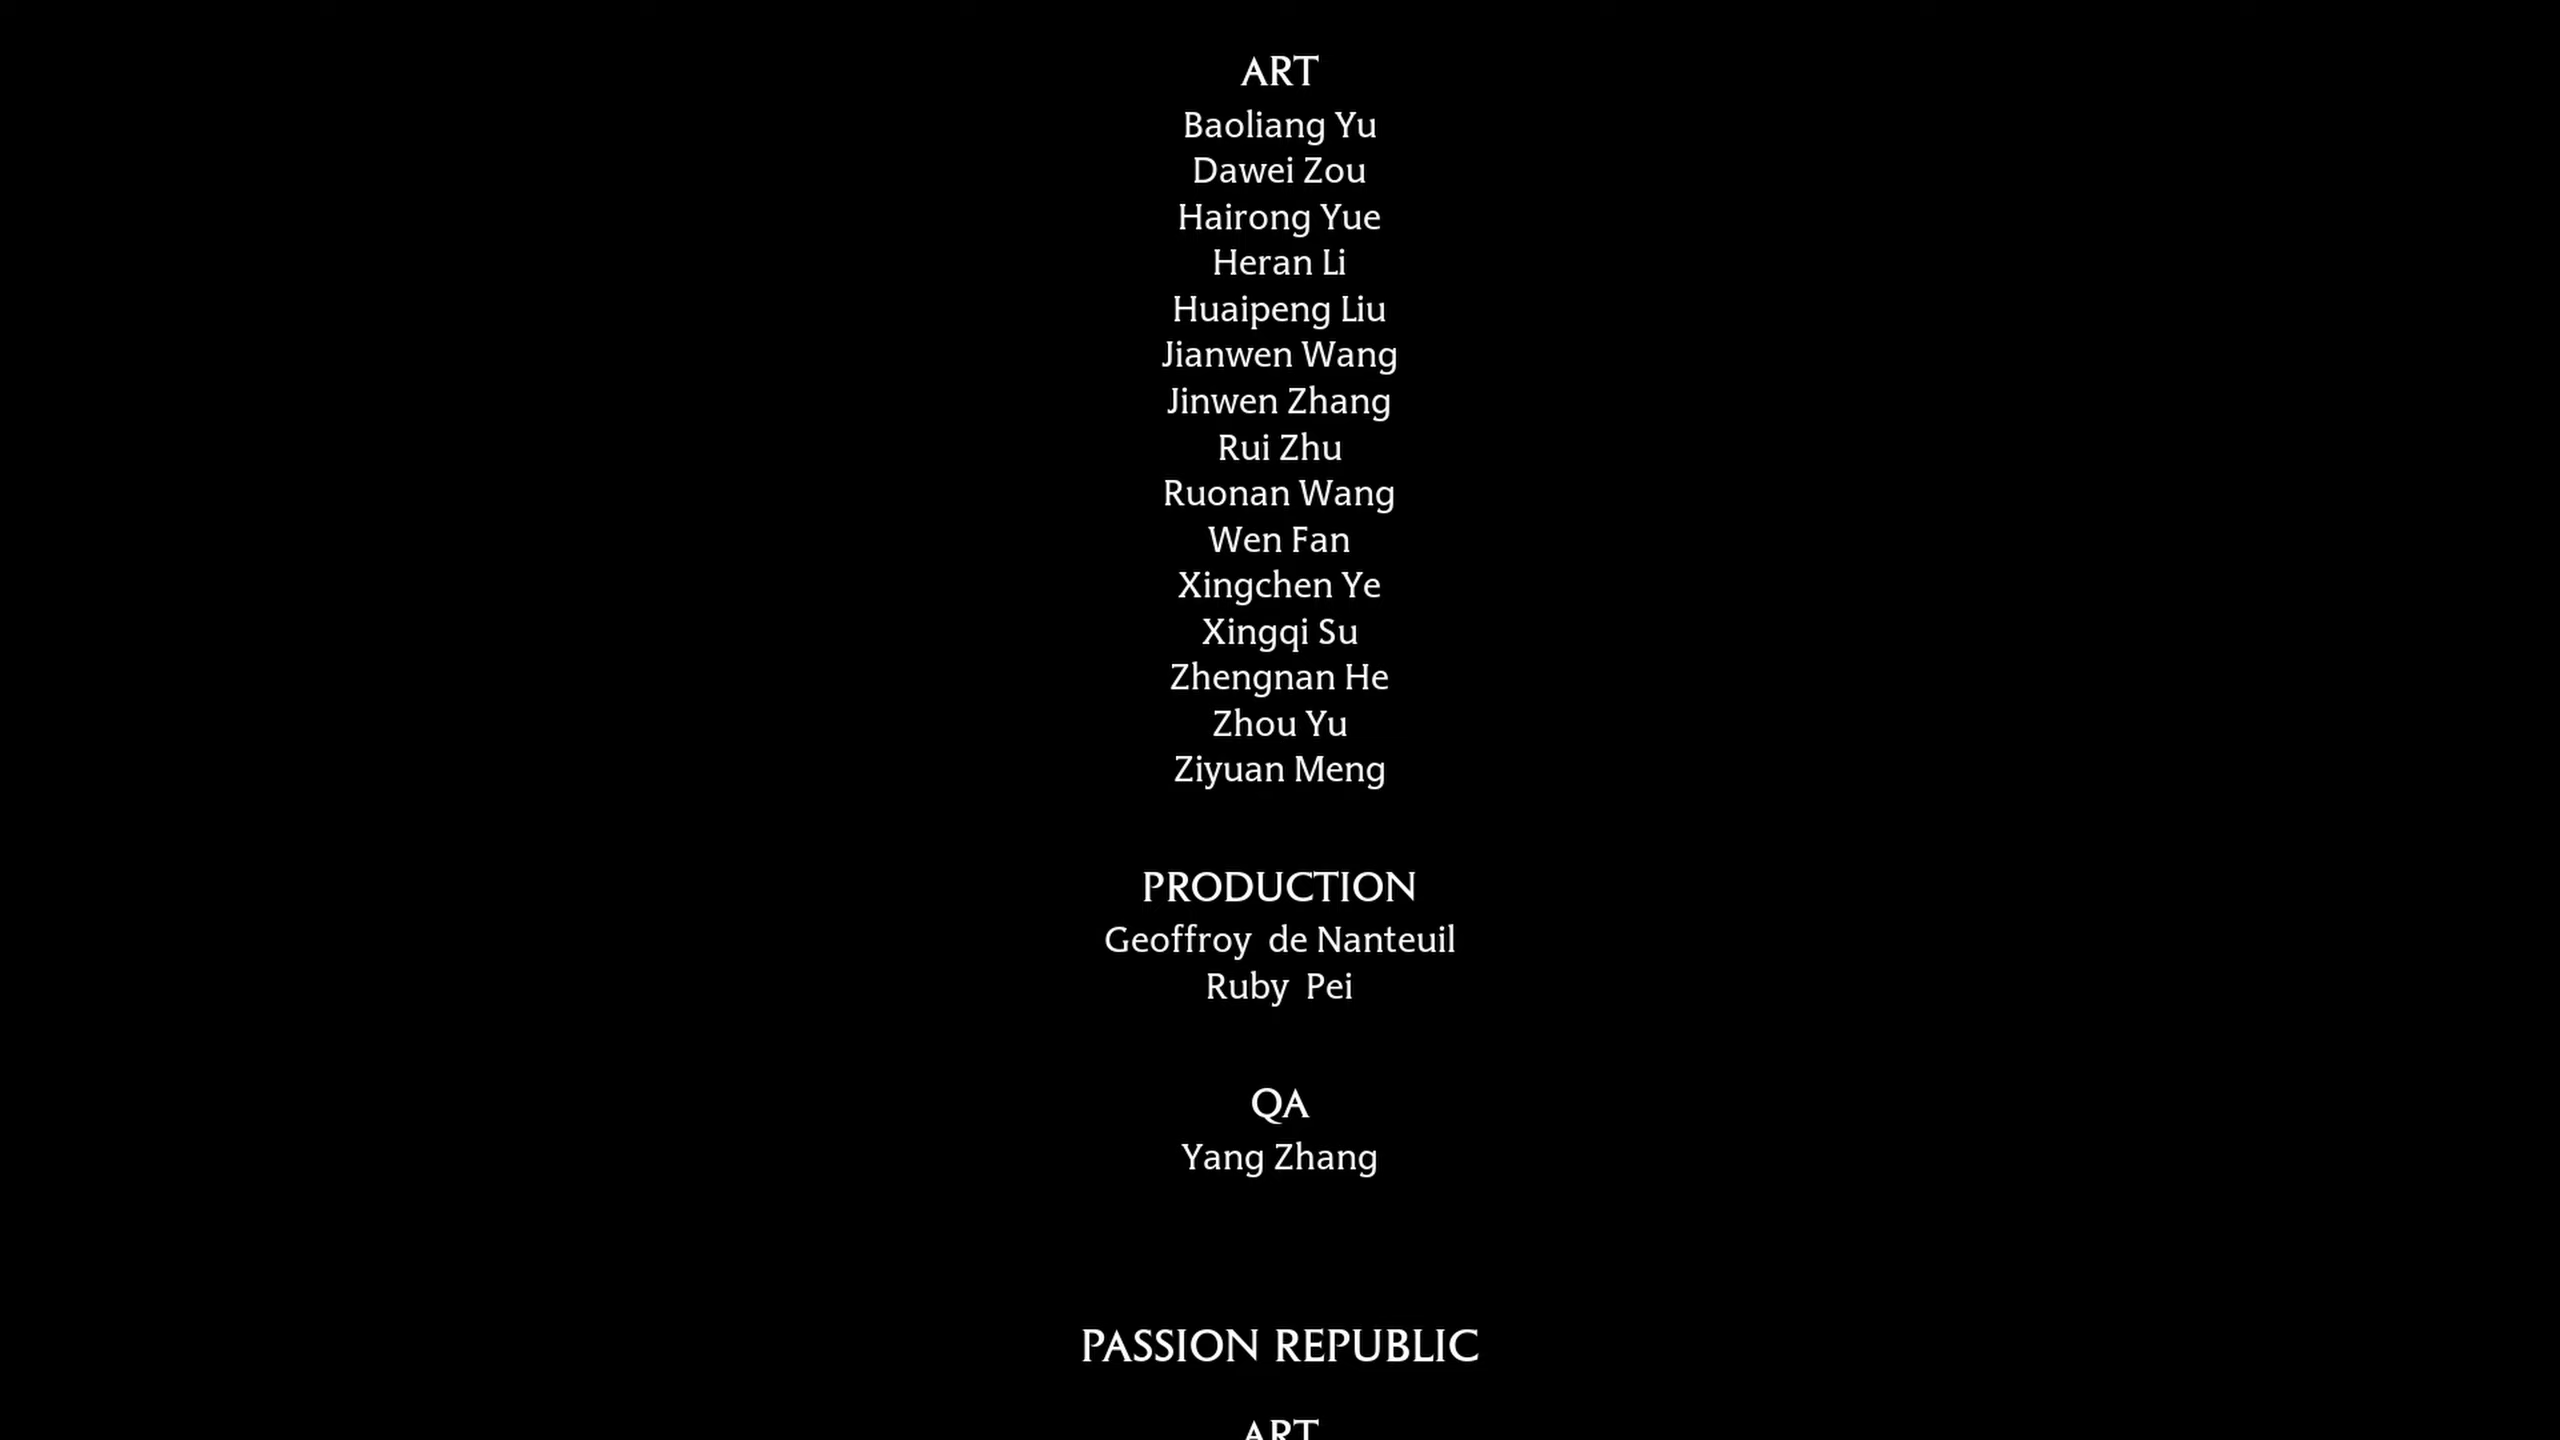 ART
Baoliang Yu
Dawei Zou
Hairong Yue
Heran Li
Huaipeng Liu
Jianwen Wang
Jinwen Zhang
Rui Zhu
Ruonan Wang
Wen Fan
Xingchen Ye
Xingqi Su
Zhengnan He
Zhou Yu
Ziyuan Meng
PRODUCTION
Geoffroy  de Nanteuil
Ruby  Pei
QA
Yang Zhang
PASSION REPUBLIC
ART